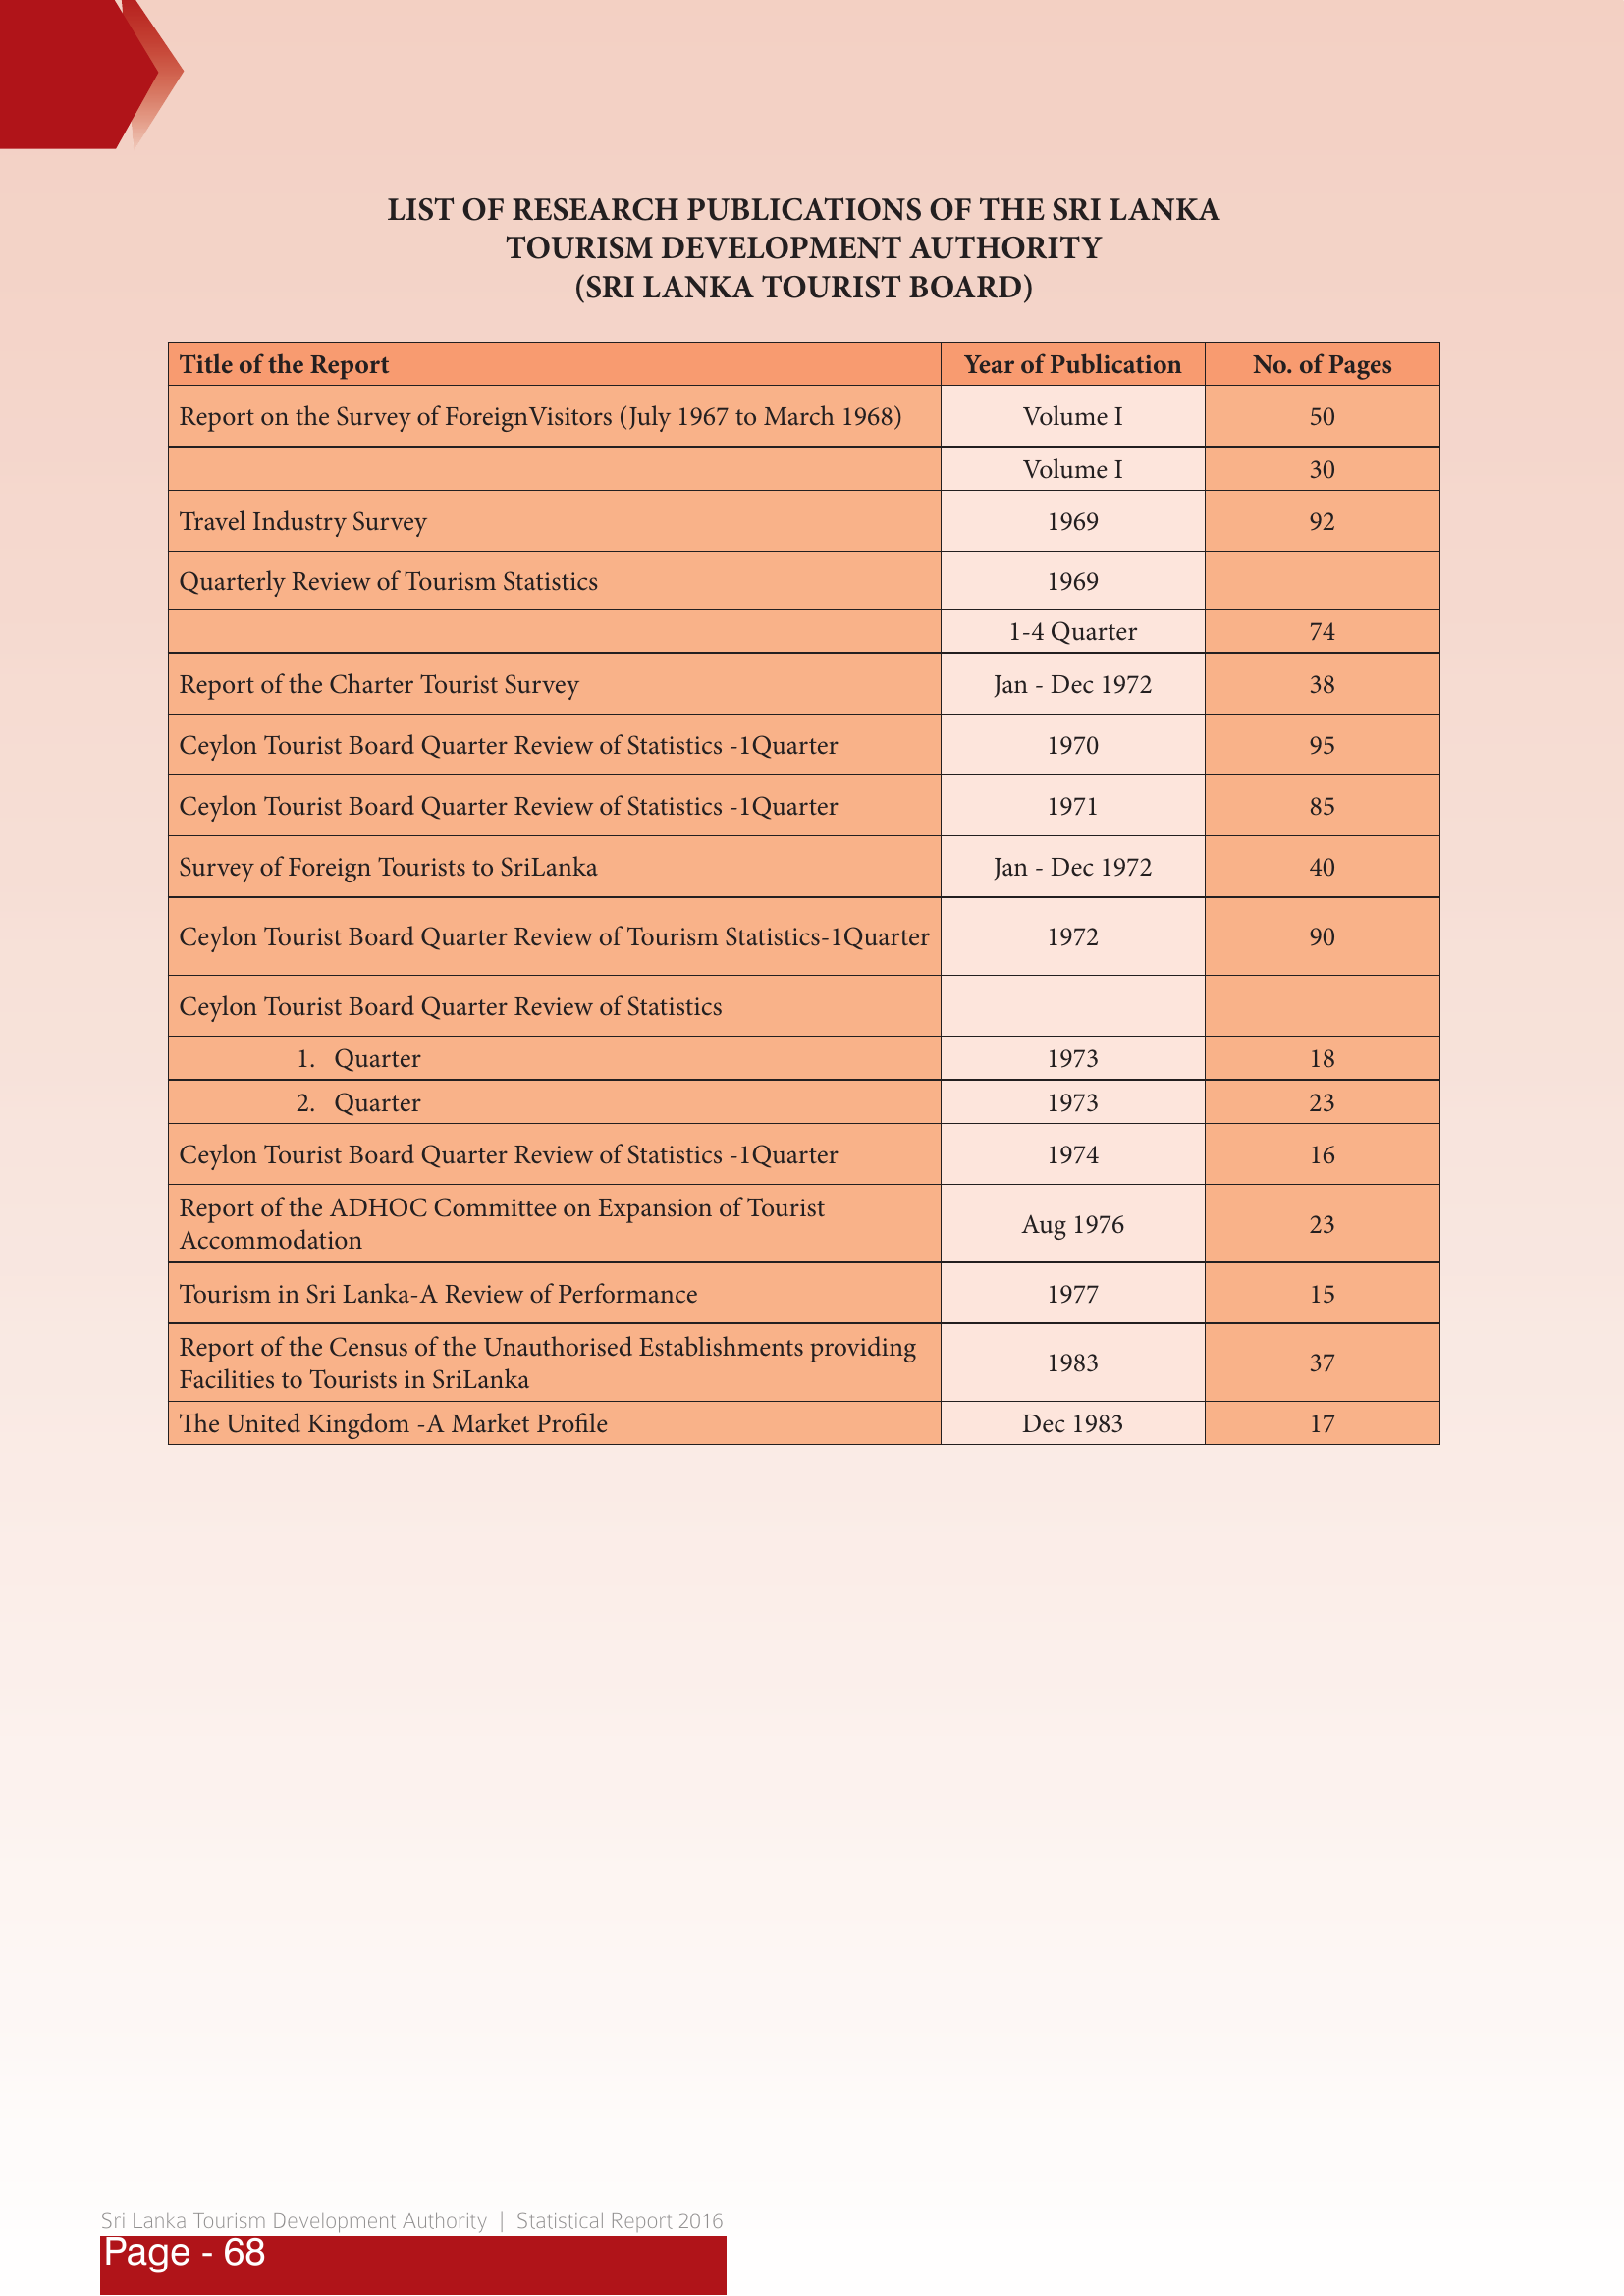 LIST OF RESEARCH PUBLICATIONS OF THE SRI LANKA
TOURISM DEVELOPMENT AUTHORITY
(SRI LANKA TOURIST BOARD)
Title of the Report Year of Publication No. of Pages
Report on the Survey of ForeignVisitors (July 1967 to March 1968) Volume I 50
Volume I 30
Travel Industry Survey 1969 92
Quarterly Review of Tourism Statistics 1969
1-4 Quarter 74
Report of the Charter Tourist Survey Jan - Dec 1972 38
Ceylon Tourist Board Quarter Review of Statistics -1Quarter 1970 95
Ceylon Tourist Board Quarter Review of Statistics -1Quarter 1971 85
Survey of Foreign Tourists to SriLanka Jan - Dec 1972 40
Ceylon Tourist Board Quarter Review of Tourism Statistics-1Quarter 1972 90
Ceylon Tourist Board Quarter Review of Statistics
1. Quarter 1973 18
2. Quarter 1973 23
Ceylon Tourist Board Quarter Review of Statistics -1Quarter 1974 16
Report of the ADHOC Committee on Expansion of Tourist
Accommodation Aug 1976 23
Tourism in Sri Lanka-A Review of Performance 1977 15
Report of the Census of the Unauthorised Establishments providing
Facilities to Tourists in SriLanka 1983 37
The United Kingdom -A Market Profile Dec 1983 17
Sri Lanka Tourism Development Authority | Statistical Report 2016
Page - 68